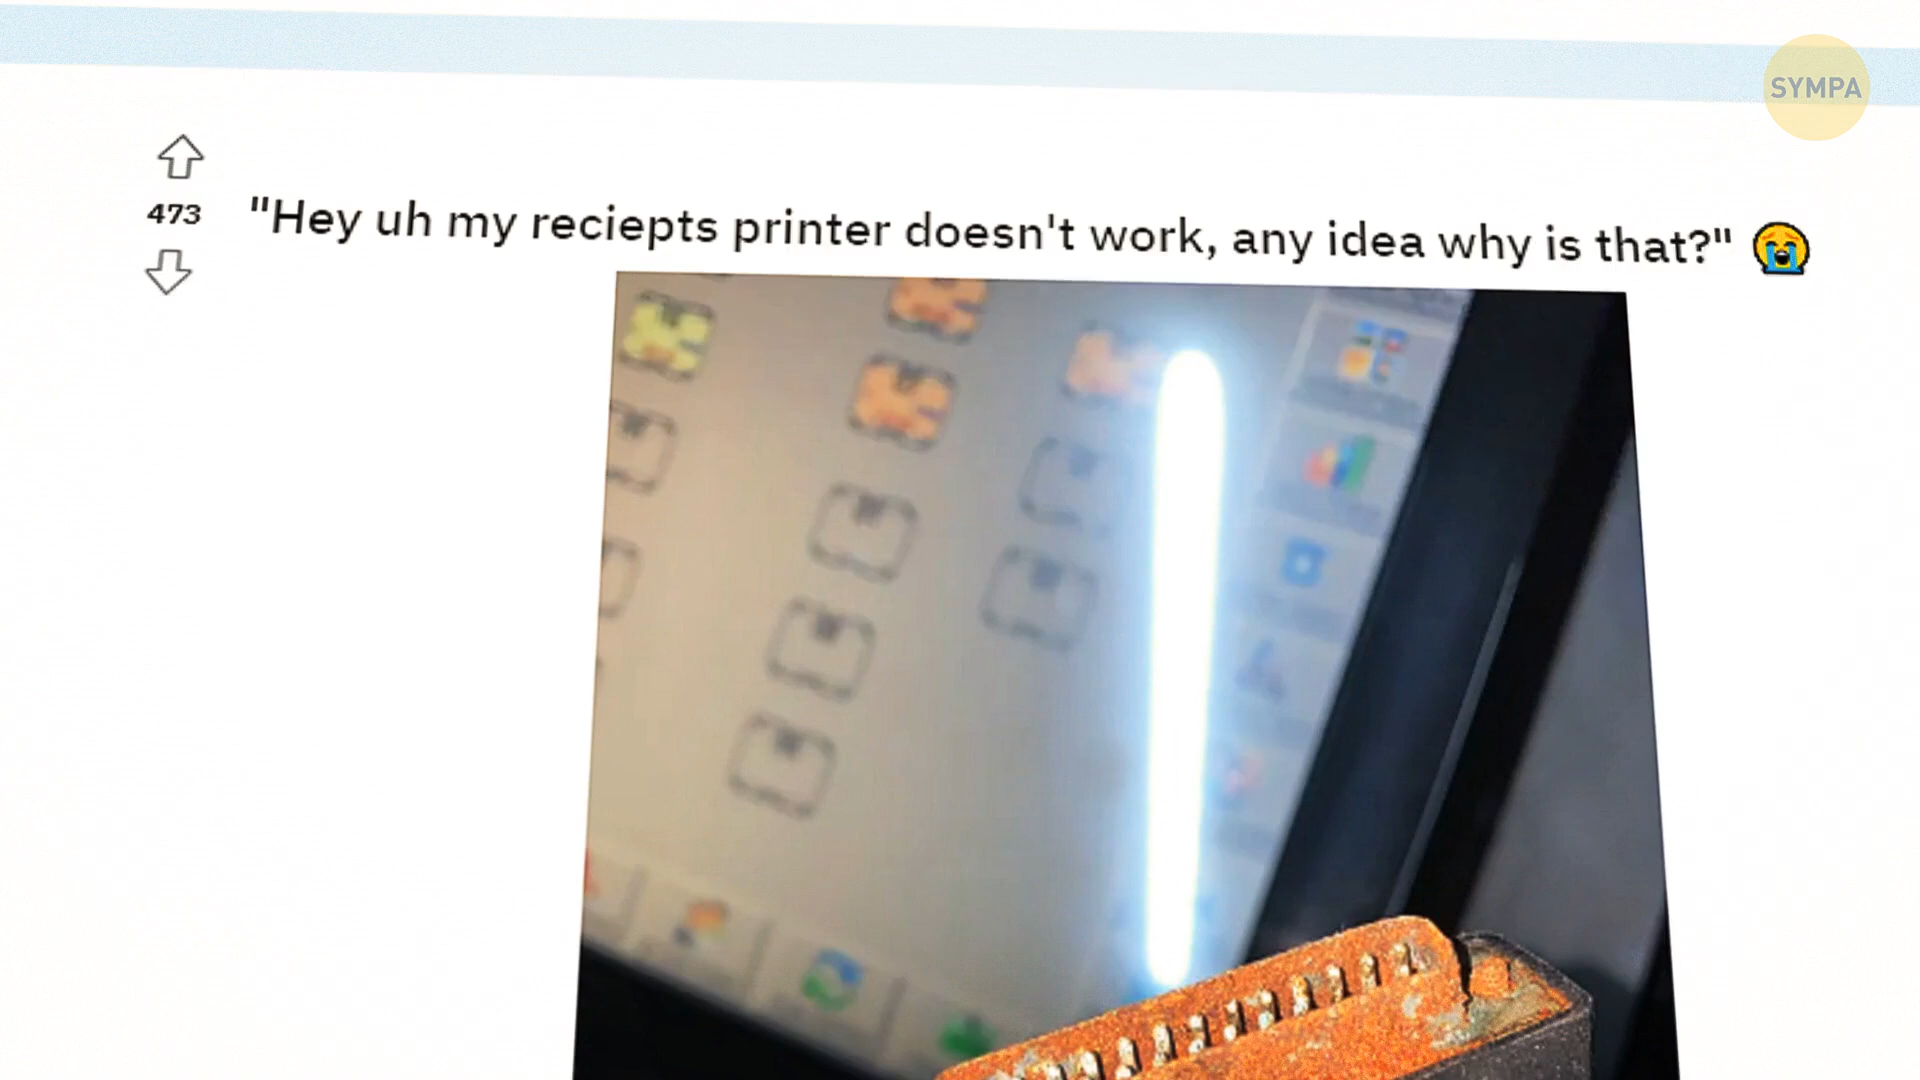 SYMPA
473
"Hey uh my reciepts printer doesn't work, any idea why is that?" 😭